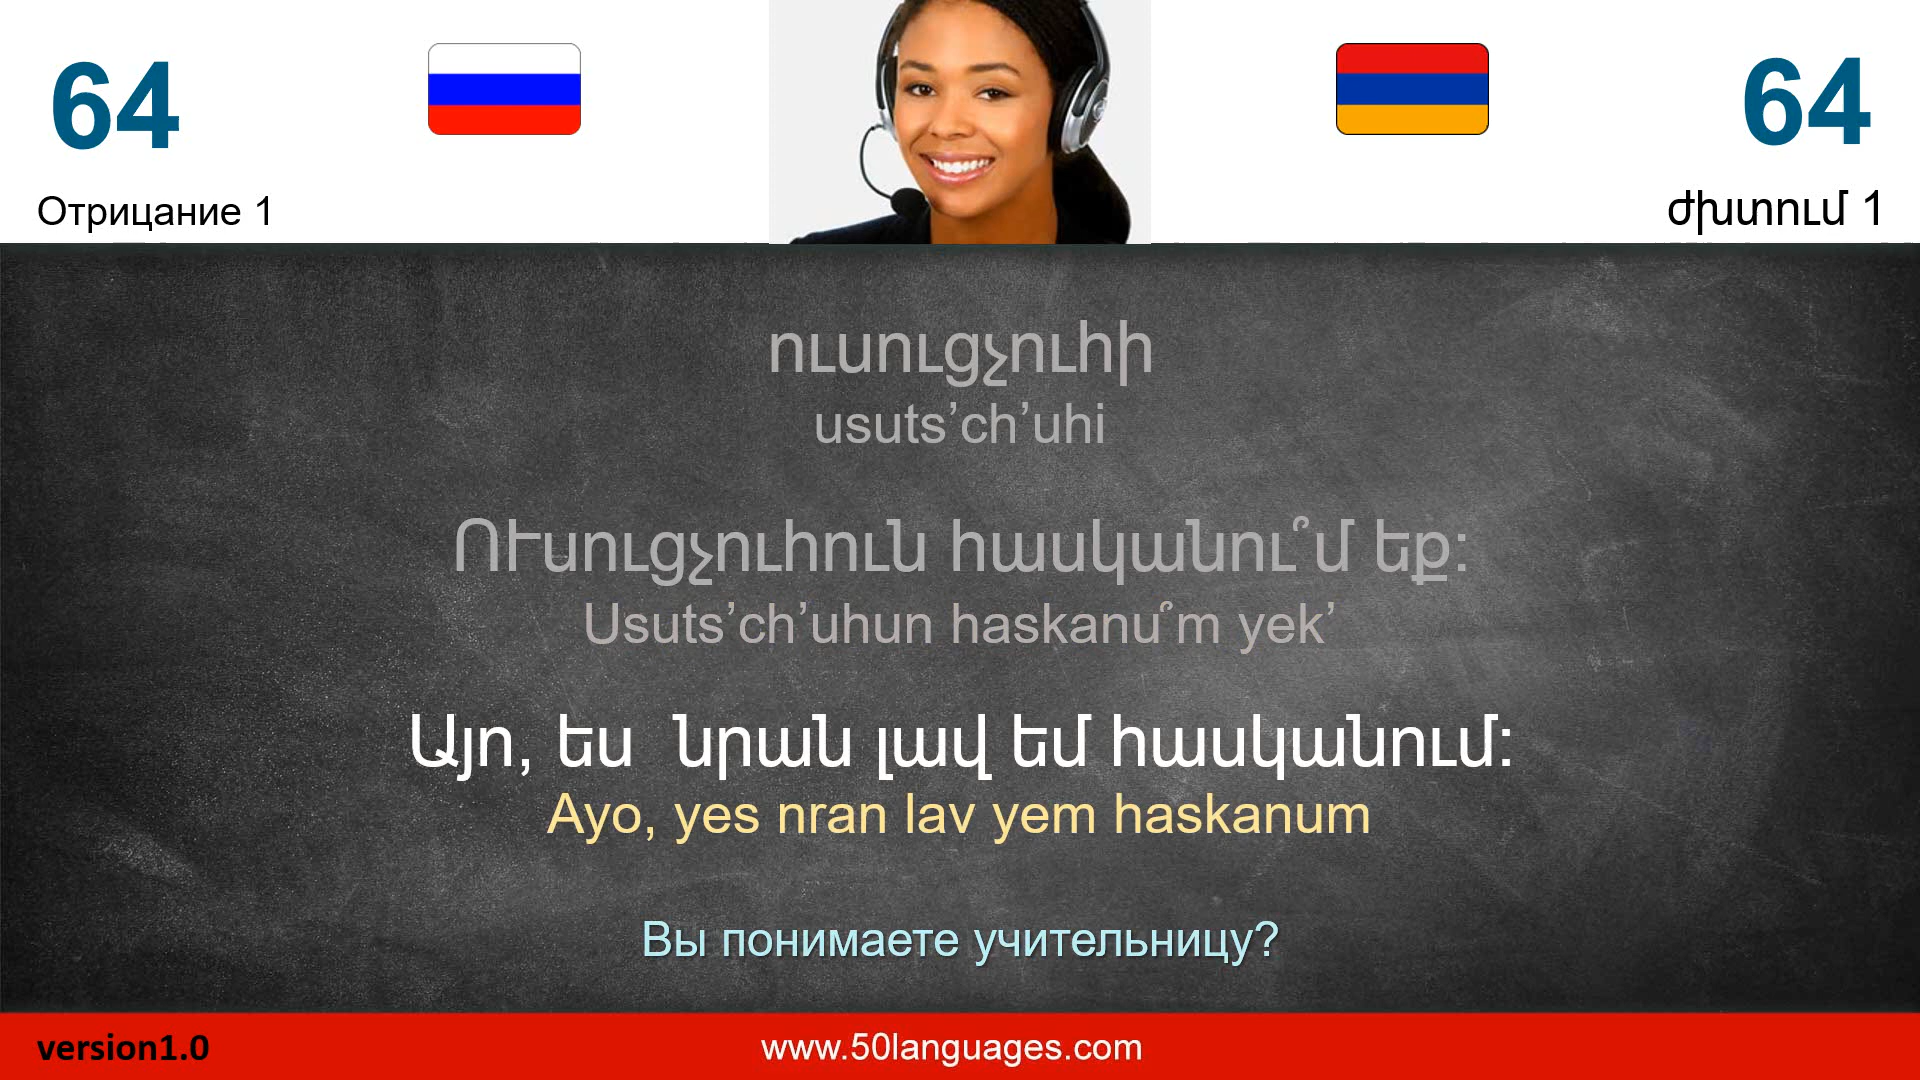 64
64
Отрицание 1
Ժխտում 1
ուսուցչուհի
usuts’ch’uhi
ՈՒսուցչուհուն հասկանու՞մ եք:
Usuts’ch’uhun haskanu՞m yek’
Այո, ես  նրան լավ եմ հասկանում:
Ayo, yes nran lav yem haskanum
Вы понимаете учительницу?
version1.0
www.50languages.com